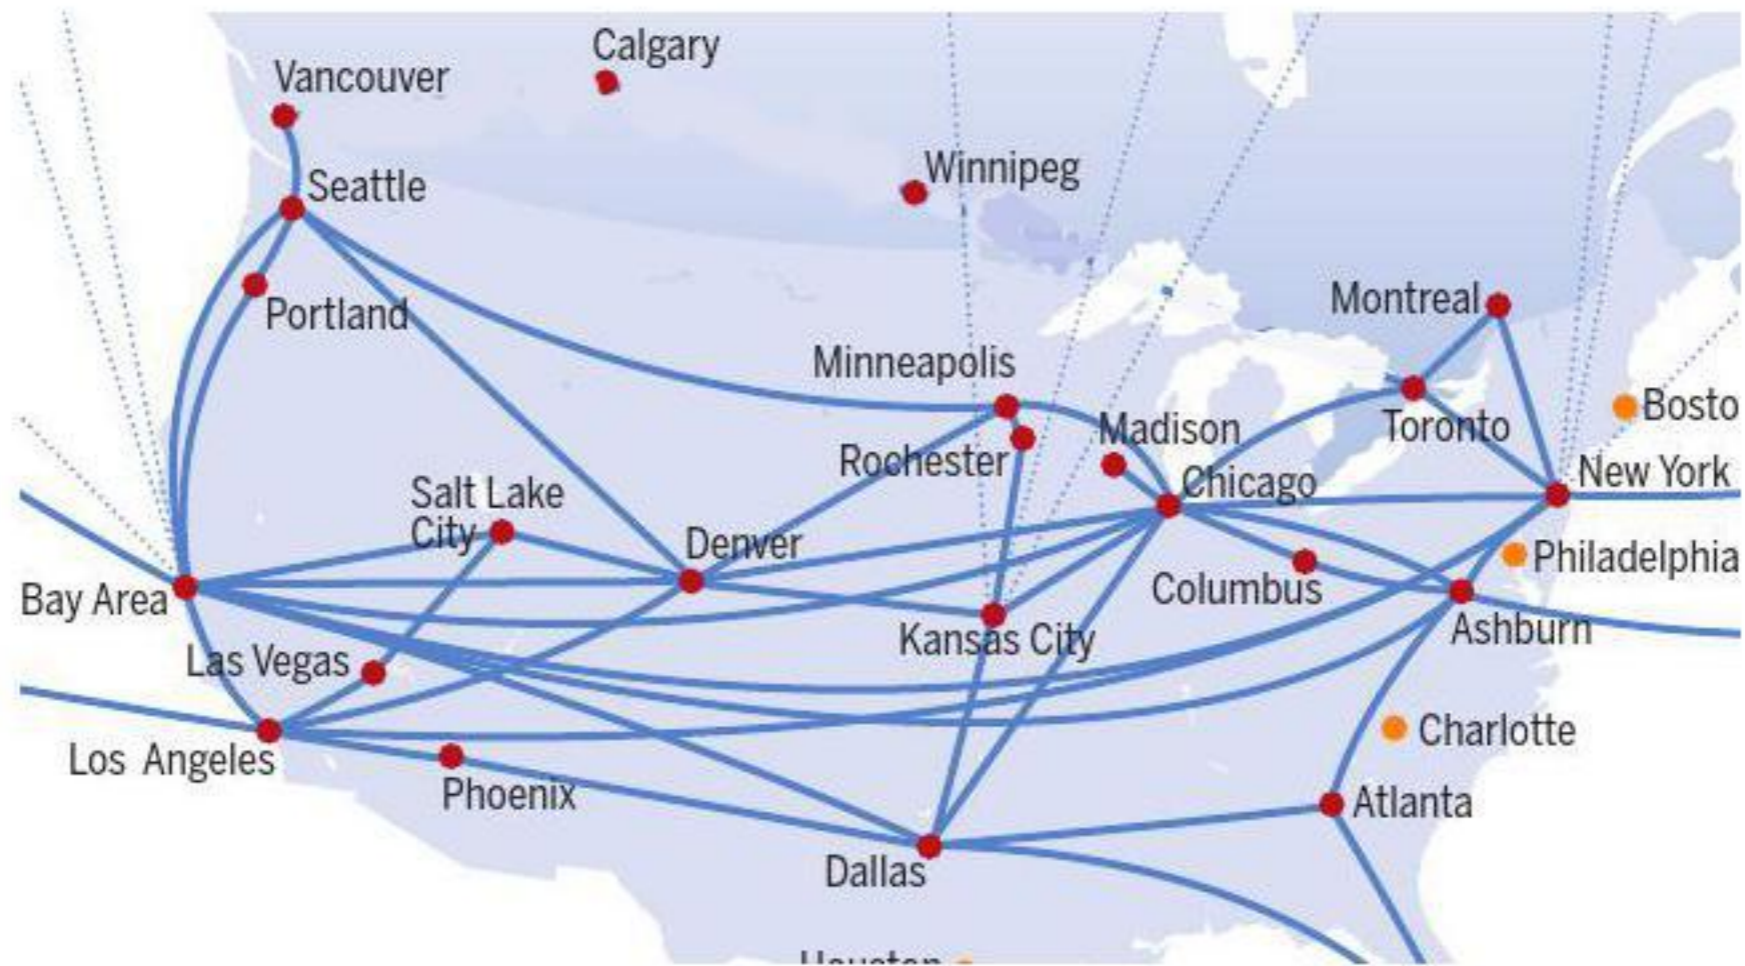 Calgary
Vancouver
Winnipeg
Seattle
Montreal
Portland
Minneapolis
Bosto
Madison
Toronto
Rochester
New York
Chicago
Salt Lake
City
Denver
Philadelphia
Columbus
Bay Area
Ashburn
Kansas City
Las Vegas
Charlotte
Los Angeles
Phoenix
Atlanta
Dallas
Houston